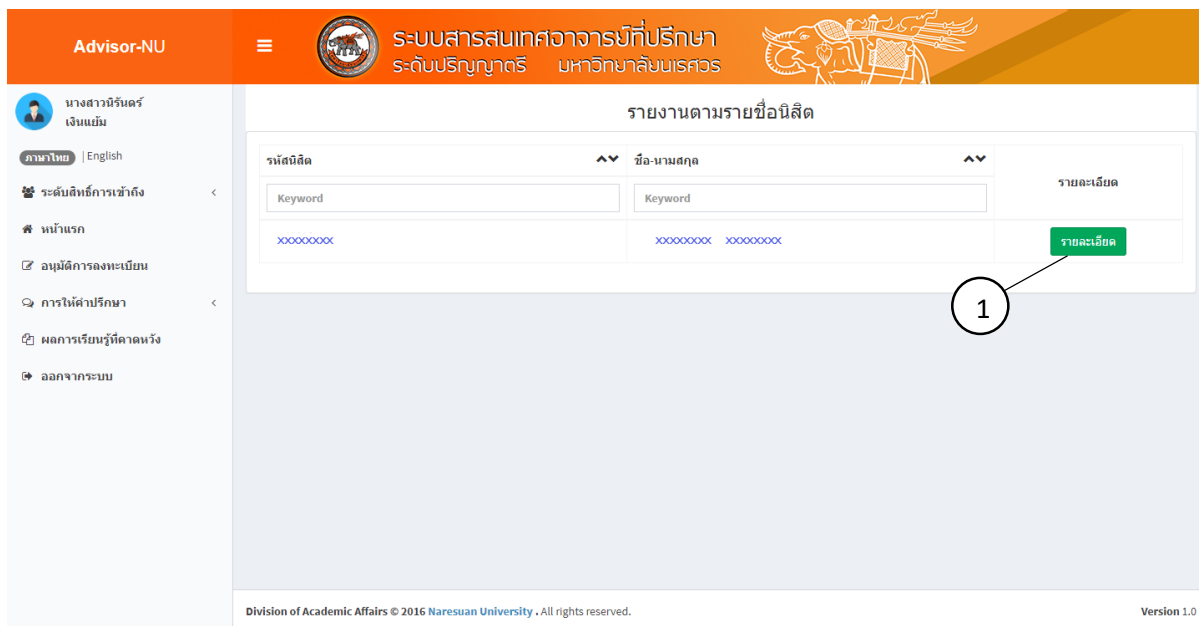 Advisor-NU
ระบบสารสนเทศอาจารย์ที่ปรึกษา
ระดับปริญญาตรี มหาวิทยาลัยนเรศวร
นางสาวนิรันดร์
เงินแย้ม
ภาษาไทย | English
ระดับสิทธิ์การเข้าถึง
หน้าแรก
อนุมัติการลงทะเบียน
การให้คำปรึกษา
ผลการเรียนรู้ที่คาดหวัง
ออกจากระบบ
รายงานตามรายชื่อนิสิต
รหัสนิสิต ชื่อ-นามสกุล รายละเอียด
Keyword Keyword
xxxxxxxx xxxxxxxx xxxxxxxx รายละเอียด
1
Division of Academic Affairs © 2016 Naresuan University . All rights reserved. Version 1.0